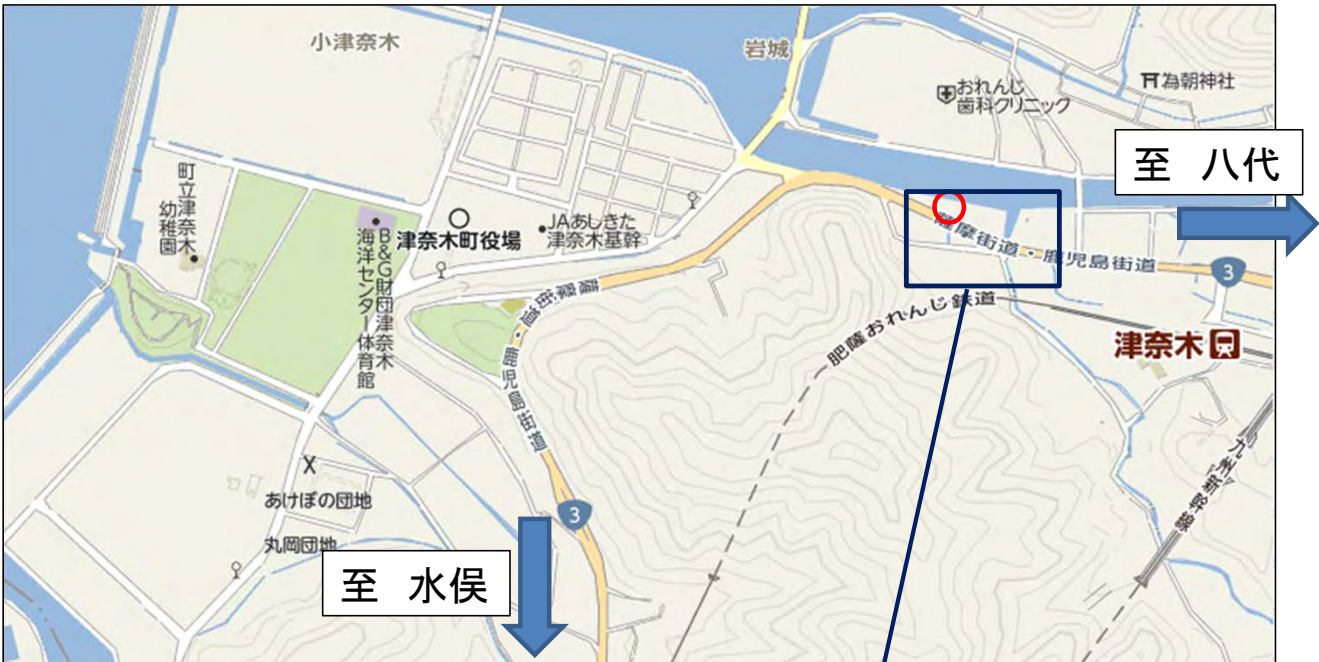 小津奈木
岩城
おれんじ
歯科クリニック
為朝神社
至 八代
町立津奈木
幼稚園
B&G財団津奈木
海洋センター体育館
津奈木町役場
JAあしきた
津奈木基幹
薩摩街道・鹿児島街道
3
薩摩街道・鹿児島街道
肥薩おれんじ鉄道
津奈木
九州新幹線
あけぼの団地
丸岡団地
3
至 水俣